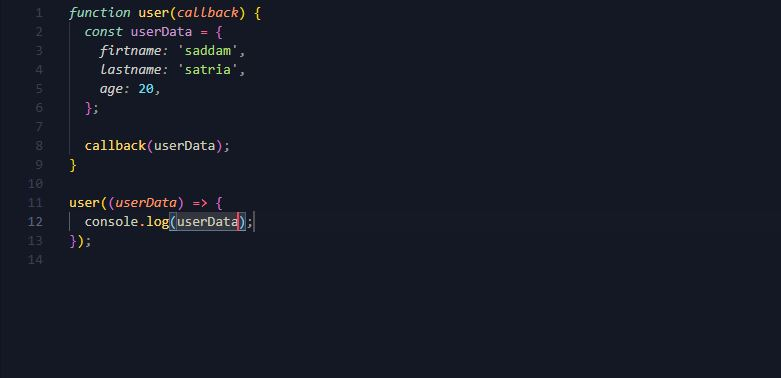 1 function user(callback) {
2   const userData = {
3     firtname: 'saddam',
4     lastname: 'satria',
5     age: 20,
6   };
7
8   callback(userData);
9 }
10
11 user((userData) => {
12   console.log(userData);
13 });
14